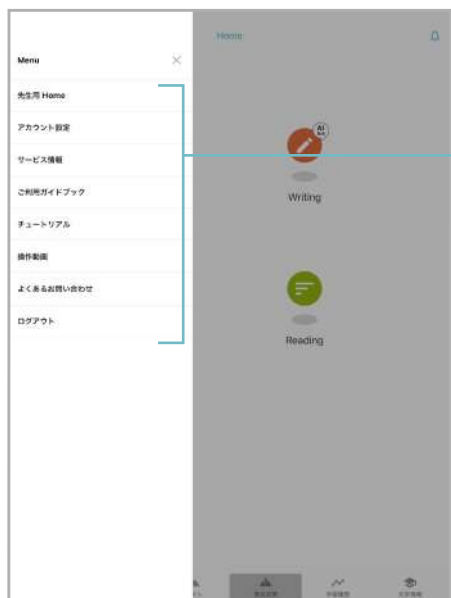 Home
Menu
先生用 Home
アカウント設定
サービス情報
ご利用ガイドブック
チュートリアル
操作動画
よくあるお問い合わせ
ログアウト
AI
Writing
Reading